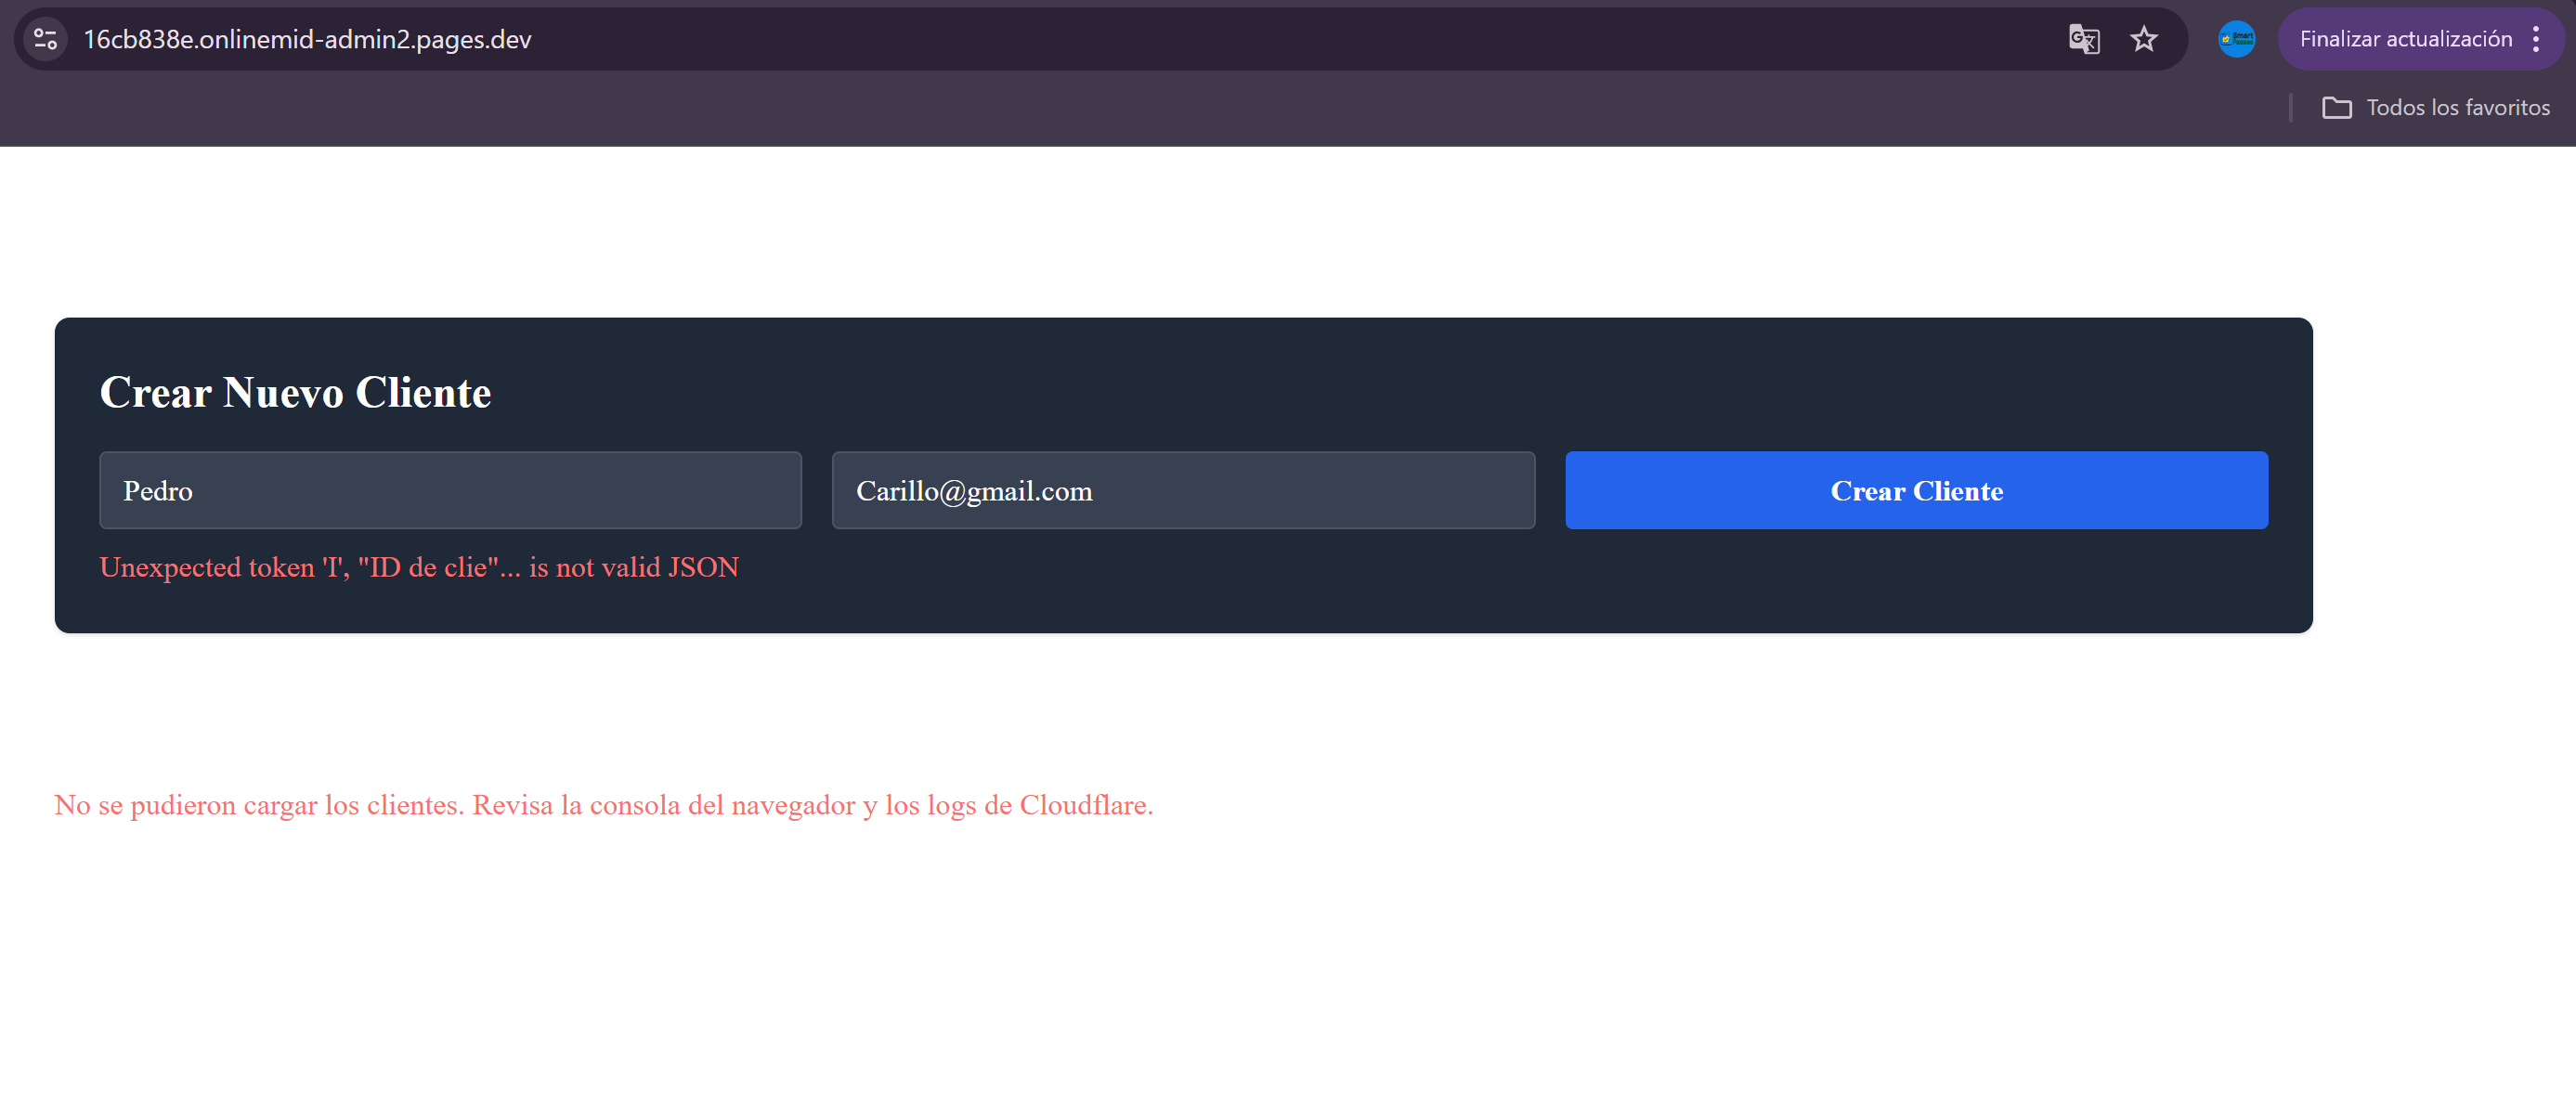 16cb838e.onlinemid-admin2.pages.dev
Finalizar actualización
Todos los favoritos
Crear Nuevo Cliente
Pedro
Carillo@gmail.com
Crear Cliente
Unexpected token 'I', "ID de clie"... is not valid JSON
No se pudieron cargar los clientes. Revisa la consola del navegador y los logs de Cloudflare.